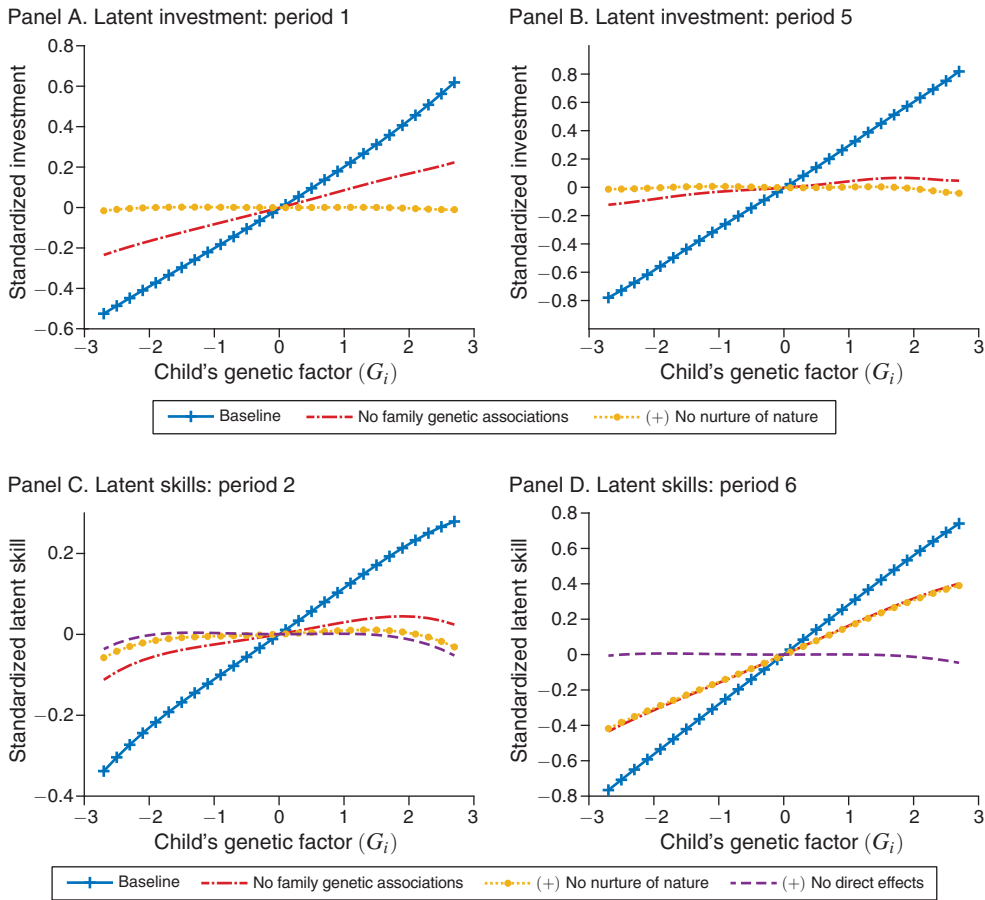 Panel A. Latent investment: period 1
Standardized investment
0.8
0.6
0.4
0.2
0
−0.2
−0.4
−0.6
−3 −2 −1 0 1 2 3
Child's genetic factor (G_i)
Panel B. Latent investment: period 5
Standardized investment
0.8
0.6
0.4
0.2
0
−0.2
−0.4
−0.6
−0.8
−3 −2 −1 0 1 2 3
Child's genetic factor (G_i)
Baseline No family genetic associations (+) No nurture of nature
Panel C. Latent skills: period 2
Standardized latent skill
0.2
0
−0.2
−0.4
−3 −2 −1 0 1 2 3
Child's genetic factor (G_i)
Panel D. Latent skills: period 6
Standardized latent skill
0.8
0.6
0.4
0.2
0
−0.2
−0.4
−0.6
−0.8
−3 −2 −1 0 1 2 3
Child's genetic factor (G_i)
Baseline No family genetic associations (+) No nurture of nature (+) No direct effects